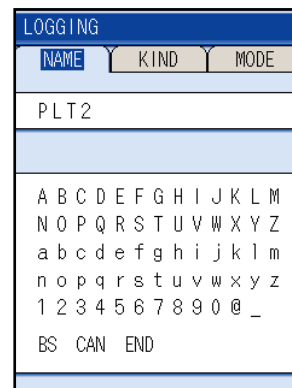 LOGGING
NAME KIND MODE
PLT2
A B C D E F G H I J K L M
N O P Q R S T U V W X Y Z
a b c d e f g h i j k l m
n o p q r s t u v w x y z
1 2 3 4 5 6 7 8 9 0 @ _
BS CAN END